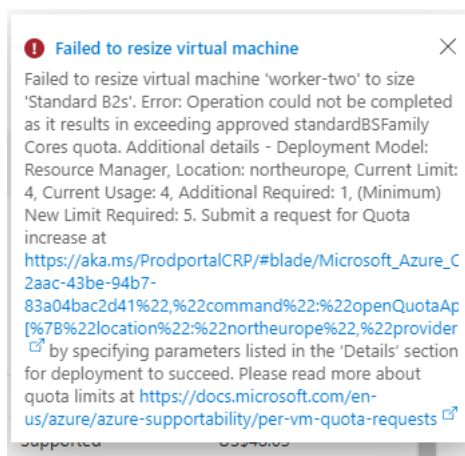 Failed to resize virtual machine
Failed to resize virtual machine 'worker-two' to size
'Standard B2s'. Error: Operation could not be completed
as it results in exceeding approved standardBSFamily
Cores quota. Additional details - Deployment Model:
Resource Manager, Location: northeurope, Current Limit:
4, Current Usage: 4, Additional Required: 1, (Minimum)
New Limit Required: 5. Submit a request for Quota
increase at
https://aka.ms/ProdportalCRP/#blade/Microsoft_Azure_C
2aac-43be-94b7-
83a04bac2d41%22,%22command%22:%22openQuotaAp
[%7B%22location%22:%22northeurope%22,%22provider
by specifying parameters listed in the 'Details' section
for deployment to succeed. Please read more about
quota limits at https://docs.microsoft.com/en-
us/azure/azure-supportability/per-vm-quota-requests
Supported